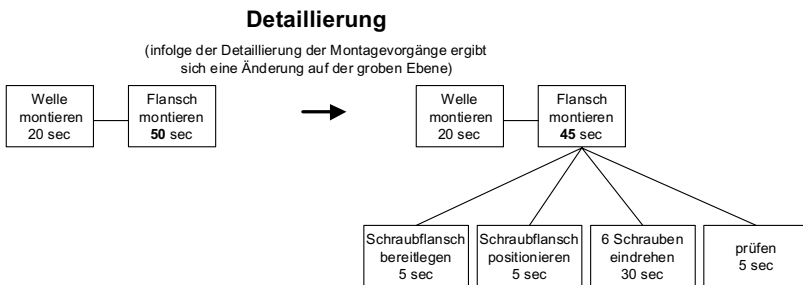 Detaillierung
(infolge der Detaillierung der Montagevorgänge ergibt
sich eine Änderung auf der groben Ebene)
Welle
montieren
20 sec
Flansch
montieren
50 sec
Welle
montieren
20 sec
Flansch
montieren
45 sec
Schraubflansch
bereitlegen
5 sec
Schraubflansch
positionieren
5 sec
6 Schrauben
eindrehen
30 sec
prüfen
5 sec